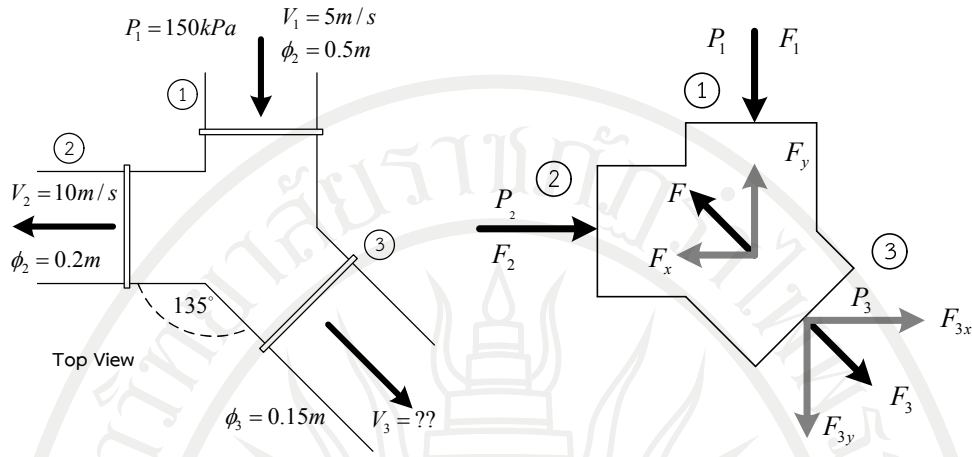 P₁ = 150kPa
V₁ = 5m/s
ϕ₂ = 0.5m
①
②
V₂ = 10m/s
ϕ₂ = 0.2m
③
135°
Top View
ϕ₃ = 0.15m
V₃ = ??
P₁ F₁
①
②
P₂
F₂
F
F_y
F_x
③
P₃
F₃ₓ
F₃
F_3y